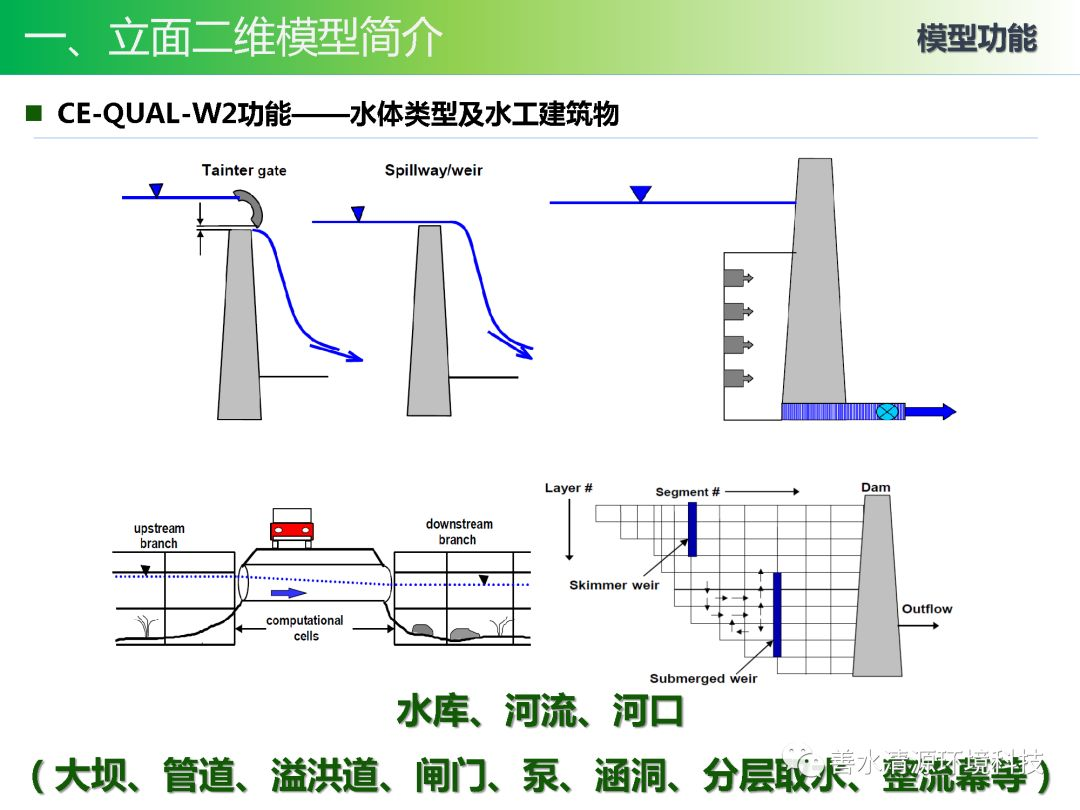 一、立面二维模型简介
模型功能
CE-QUAL-W2功能——水体类型及水工建筑物
Tainter gate
Spillway/weir
upstream
branch
downstream
branch
computational
cells
Layer #
Segment #
Dam
Skimmer weir
Outflow
Submerged weir
水库、河流、河口
（大坝、管道、溢洪道、闸门、泵、涵洞、分层取水、整流幕等）
善水清源环境科技